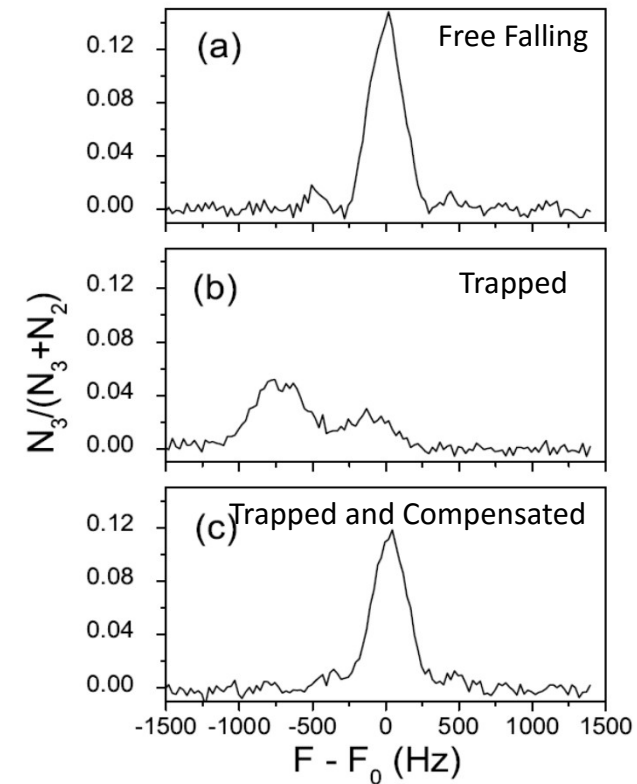 (a) Free Falling
0.12
0.08
0.04
0.00
(b) Trapped
0.12
0.08
0.04
0.00
N₃/(N₃+N₂)
(c) Trapped and Compensated
0.12
0.08
0.04
0.00
-1500 -1000 -500 0 500 1000 1500
F - F₀ (Hz)